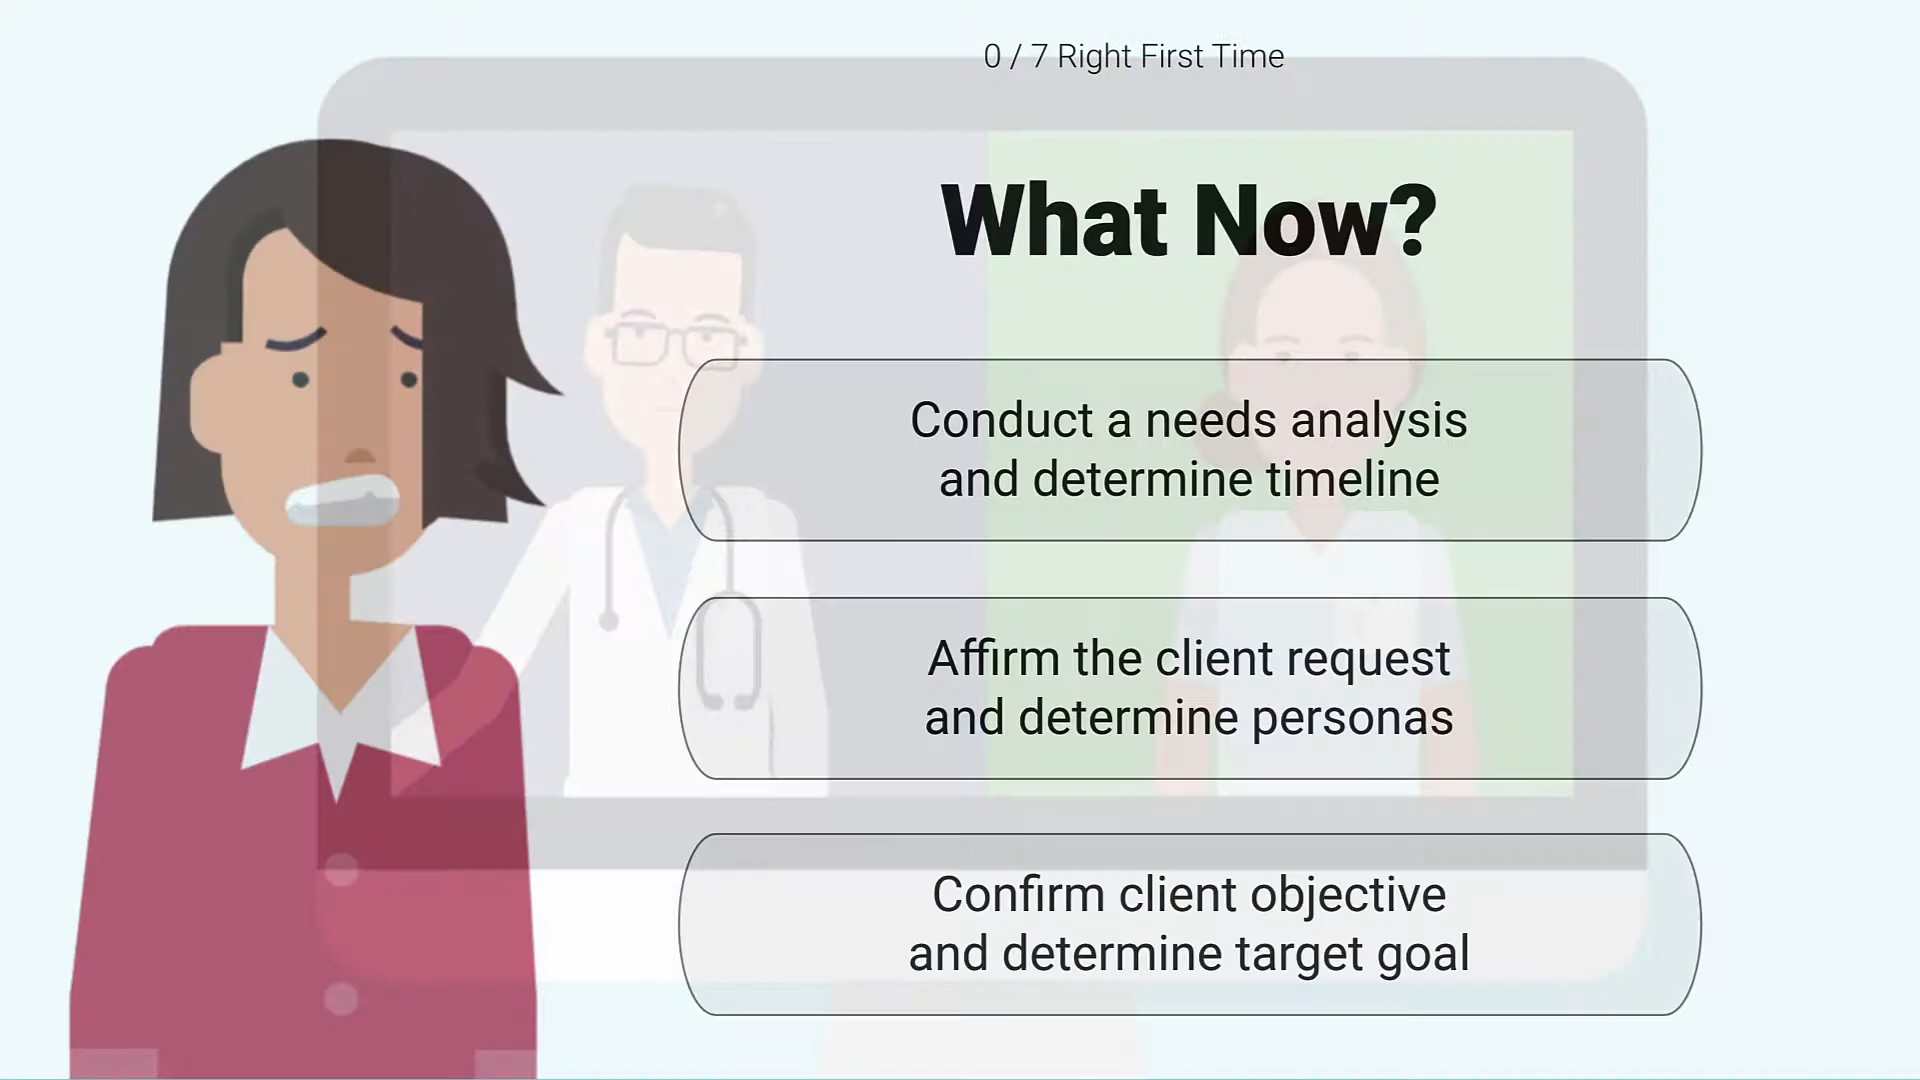 0 / 7 Right First Time
What Now?
Conduct a needs analysis
and determine timeline
Affirm the client request
and determine personas
Confirm client objective
and determine target goal